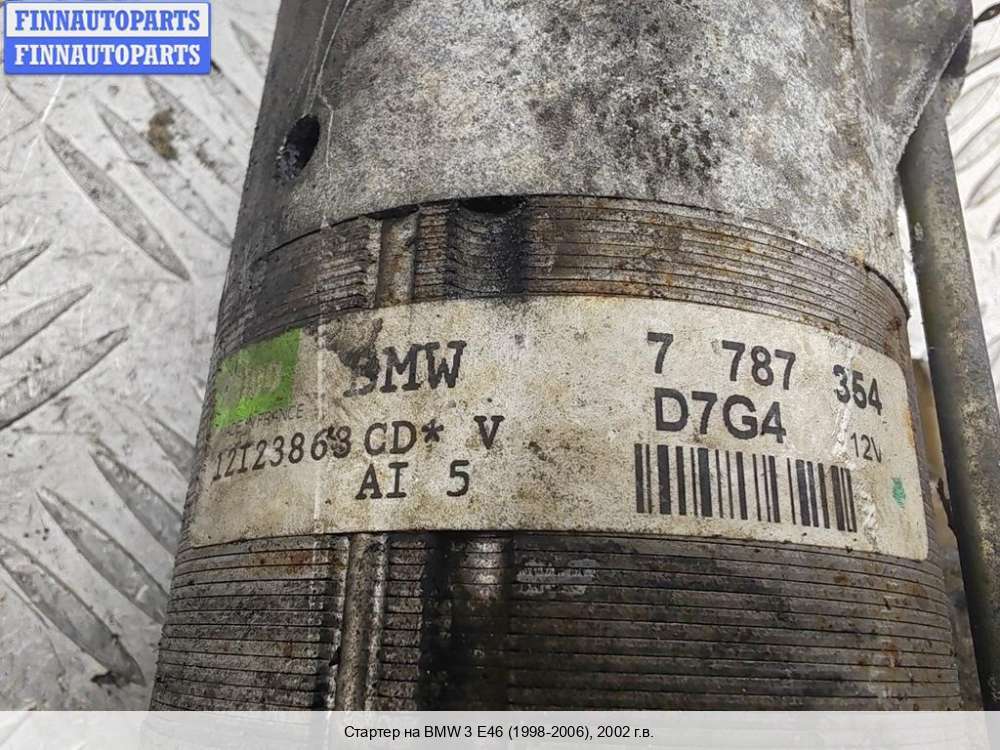 FINNAUTOPARTS
FINNAUTOPARTS
BMW
7 787 354
FRANCE
D7G4
12V
CD* V
AI 5
Стартер на BMW 3 E46 (1998-2006), 2002 г.в.